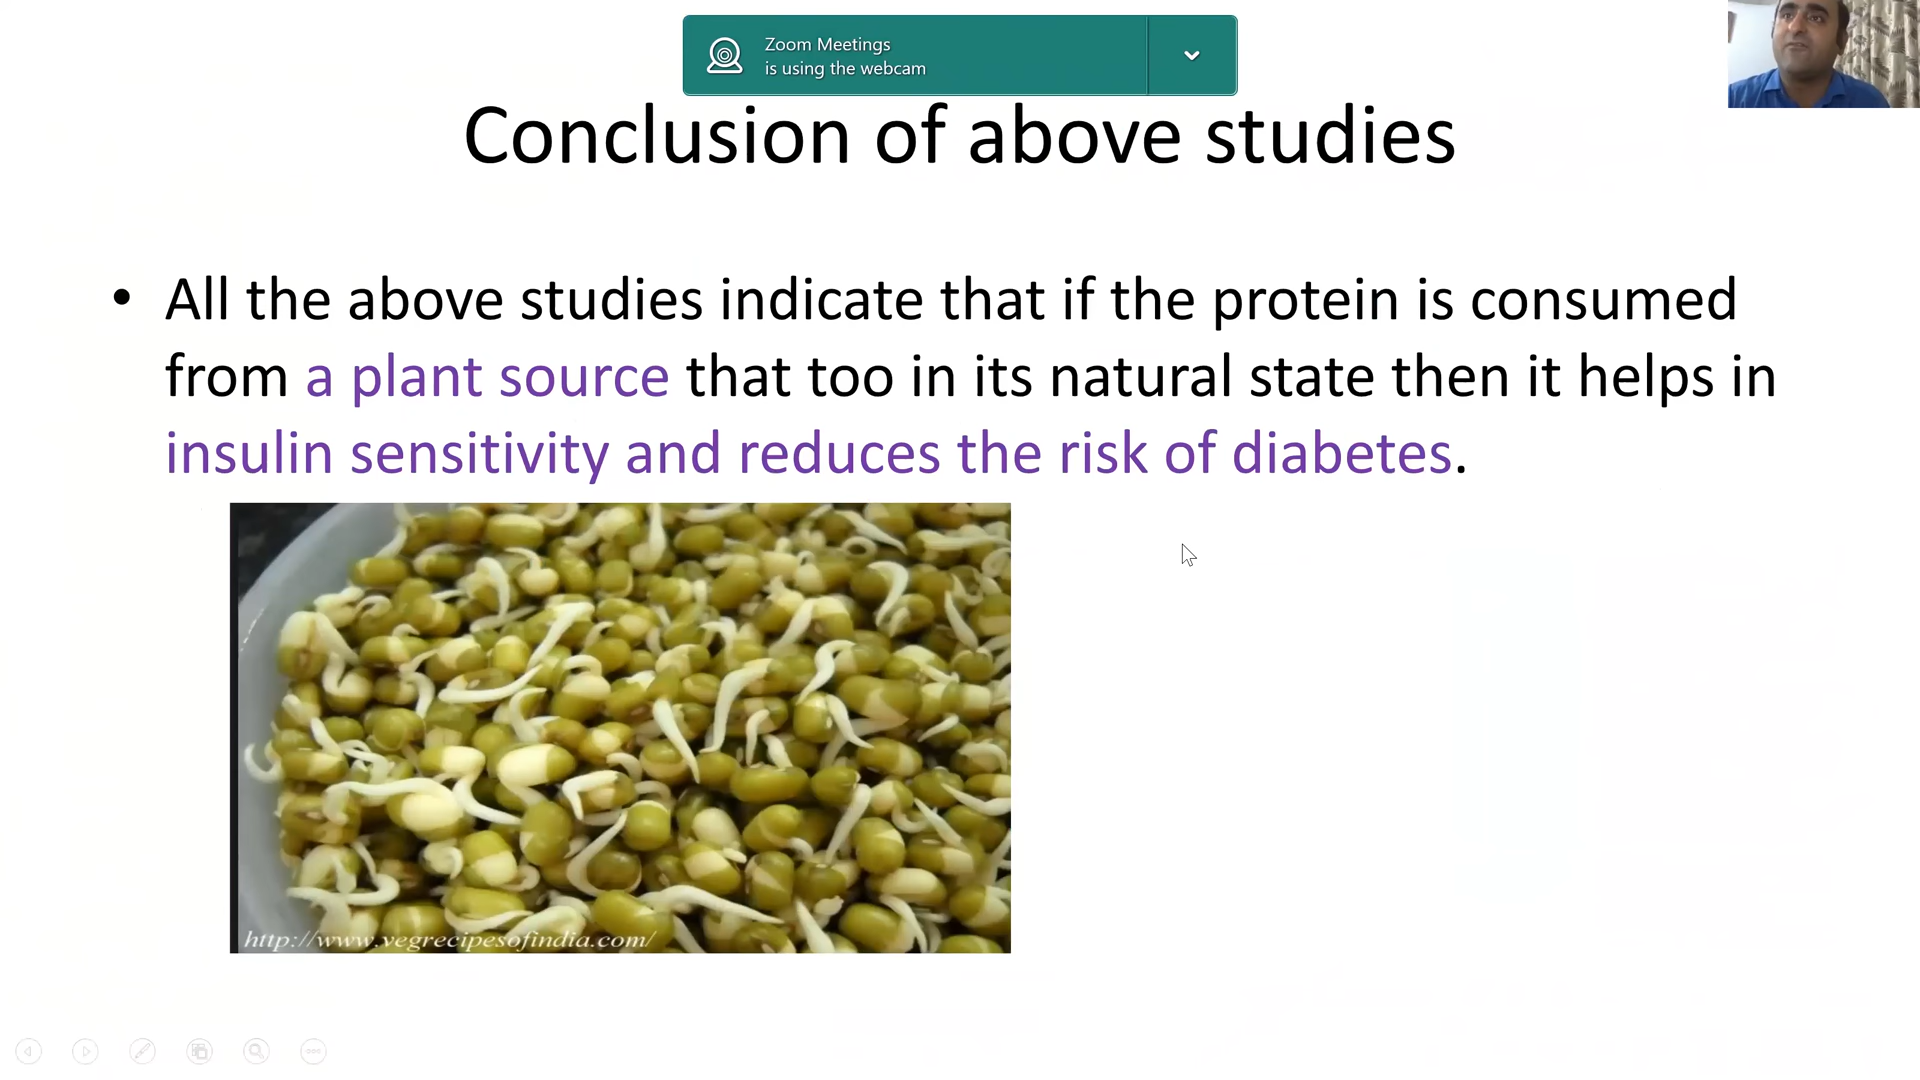 Zoom Meetings
is using the webcam
Conclusion of above studies
• All the above studies indicate that if the protein is consumed
from a plant source that too in its natural state then it helps in
insulin sensitivity and reduces the risk of diabetes.
http://www.vegrecipesofindia.com/